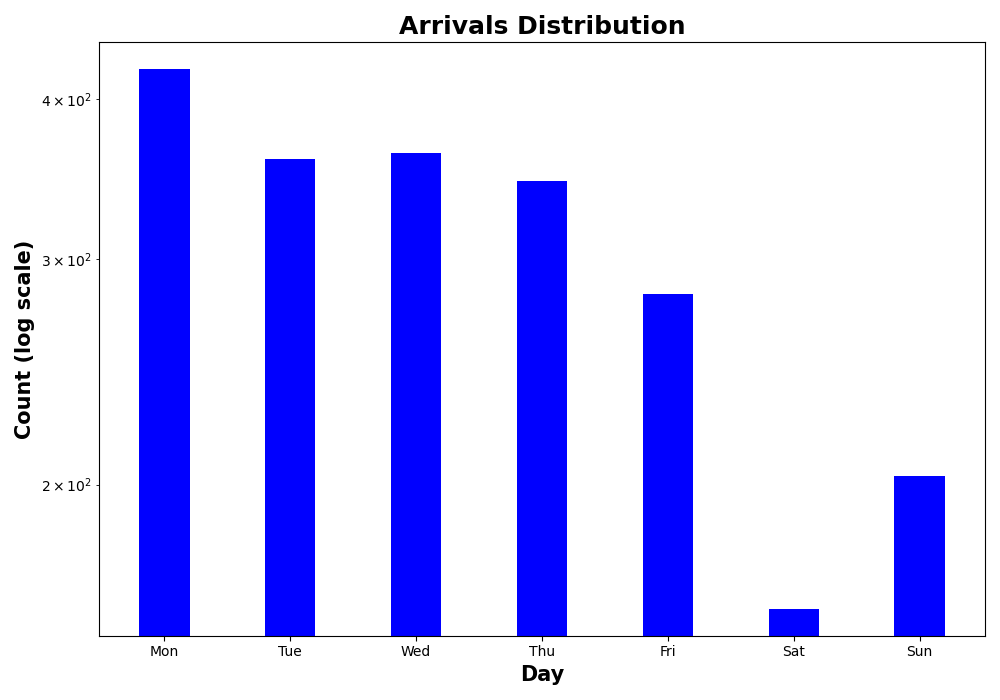 Arrivals Distribution
Count (log scale)
4 × 10²
3 × 10²
2 × 10²
Mon Tue Wed Thu Fri Sat Sun
Day